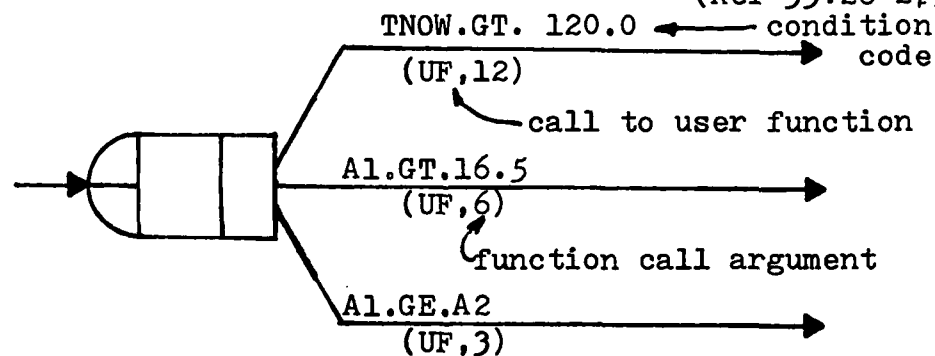 TNOW.GT. 120.0 condition
code
(UF,12)
call to user function
A1.GT.16.5
(UF,6)
function call argument
A1.GE.A2
(UF,3)